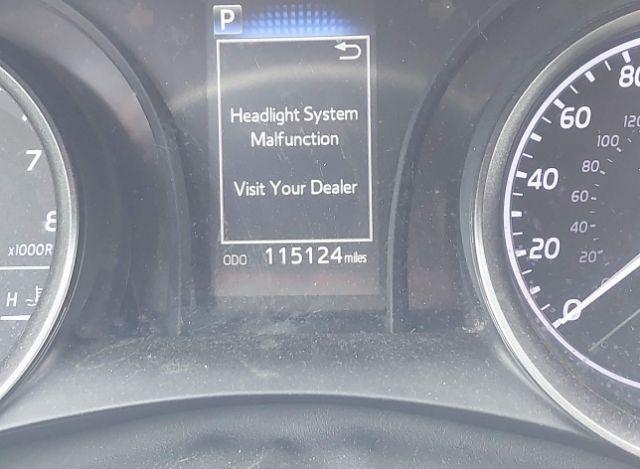 P
Headlight System
Malfunction
Visit Your Dealer
ODO 115124 miles
7
8
x1000R
H
80
60
40
20
0
120
100
80
60
40
20